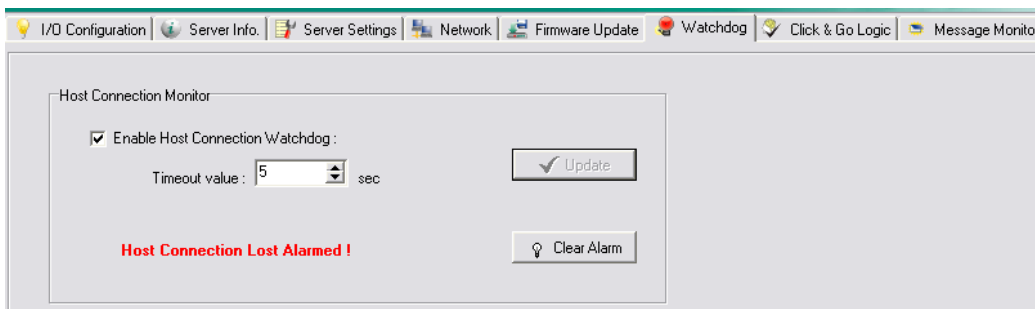 I/O Configuration Server Info. Server Settings Network Firmware Update Watchdog Click & Go Logic Message Monito
Host Connection Monitor
Enable Host Connection Watchdog :
Timeout value : 5 sec
Update
Host Connection Lost Alarmed !
Clear Alarm